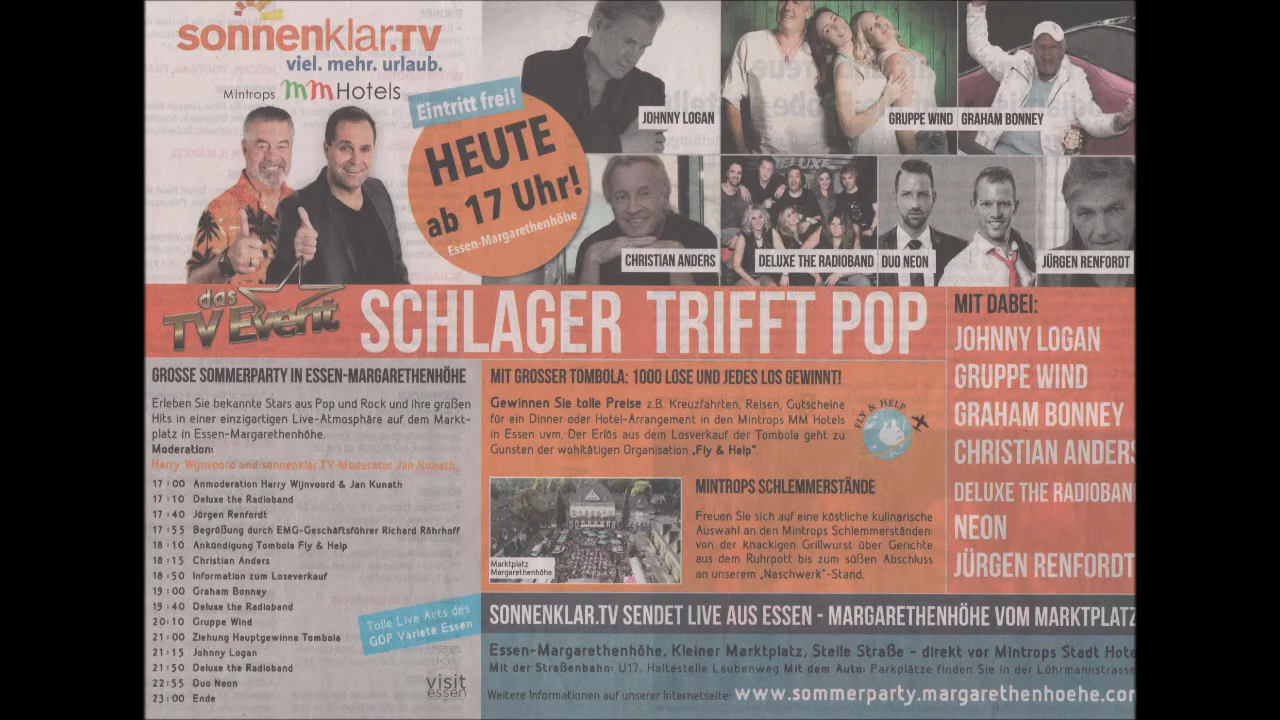 sonnenklar.TV
viel. mehr. urlaub.
Mintrops MM Hotels
Eintritt frei!
HEUTE
ab 17 Uhr!
Essen-Margarethenhöhe
JOHNNY LOGAN
GRUPPE WIND
GRAHAM BONNEY
CHRISTIAN ANDERS
DELUXE THE RADIOBAND
DUO NEON
JÜRGEN RENFORDT
das
TV Event
SCHLAGER TRIFFT POP
MIT DABEI:
JOHNNY LOGAN
GRUPPE WIND
GRAHAM BONNEY
CHRISTIAN ANDERS
DELUXE THE RADIOBAN
NEON
JÜRGEN RENFORDT
GROSSE SOMMERPARTY IN ESSEN-MARGARETHENHÖHE
Erleben Sie bekannte Stars aus Pop und Rock und ihre großen
Hits in einer einzigartigen Live-Atmosphäre auf dem Markt-
platz in Essen-Margarethenhöhe.
Moderation:
Harry Wijnvoord und sonnenklar.TV-Moderator Jan Kunath.
17:00 Anmoderation Harry Wijnvoord & Jan Kunath
17:10 Deluxe the Radioband
17:40 Jürgen Renfordt
17:55 Begrüßung durch EMG-Geschäftsführer Richard Röhrhoff
18:10 Ankündigung Tombola Fly & Help
18:15 Christian Anders
18:50 Information zum Loseverkauf
19:00 Graham Bonney
19:40 Deluxe the Radioband
20:10 Gruppe Wind
21:00 Ziehung Hauptgewinne Tombola
21:15 Johnny Logan
21:50 Deluxe the Radioband
22:55 Duo Neon
23:00 Ende
Tolle Live Acts des
GOP Varieté Essen
visit
essen
MIT GROSSER TOMBOLA: 1000 LOSE UND JEDES LOS GEWINNT!
Gewinnen Sie tolle Preise z.B. Kreuzfahrten, Reisen, Gutscheine
für ein Dinner oder Hotel-Arrangement in den Mintrops MM Hotels
in Essen uvm. Der Erlös aus dem Losverkauf der Tombola geht zu
Gunsten der wohltätigen Organisation „Fly & Help".
FLY & HELP
Marktplatz
Margarethenhöhe
MINTROPS SCHLEMMERSTÄNDE
Freuen Sie sich auf eine köstliche kulinarische
Auswahl an den Mintrops Schlemmerständen:
von der knackigen Grillwurst über Gerichte
aus dem Ruhrpott bis zum süßen Abschluss
an unserem „Naschwerk"-Stand.
SONNENKLAR.TV SENDET LIVE AUS ESSEN - MARGARETHENHÖHE VOM MARKTPLATZ
Essen-Margarethenhöhe, Kleiner Marktplatz, Steile Straße - direkt vor Mintrops Stadt Hote
Mit der Straßenbahn: U17, Haltestelle Laubenweg Mit dem Auto: Parkplätze finden Sie in der Lührmannstrasse
Weitere Informationen auf unserer Internetseite: www.sommerparty.margarethenhoehe.com